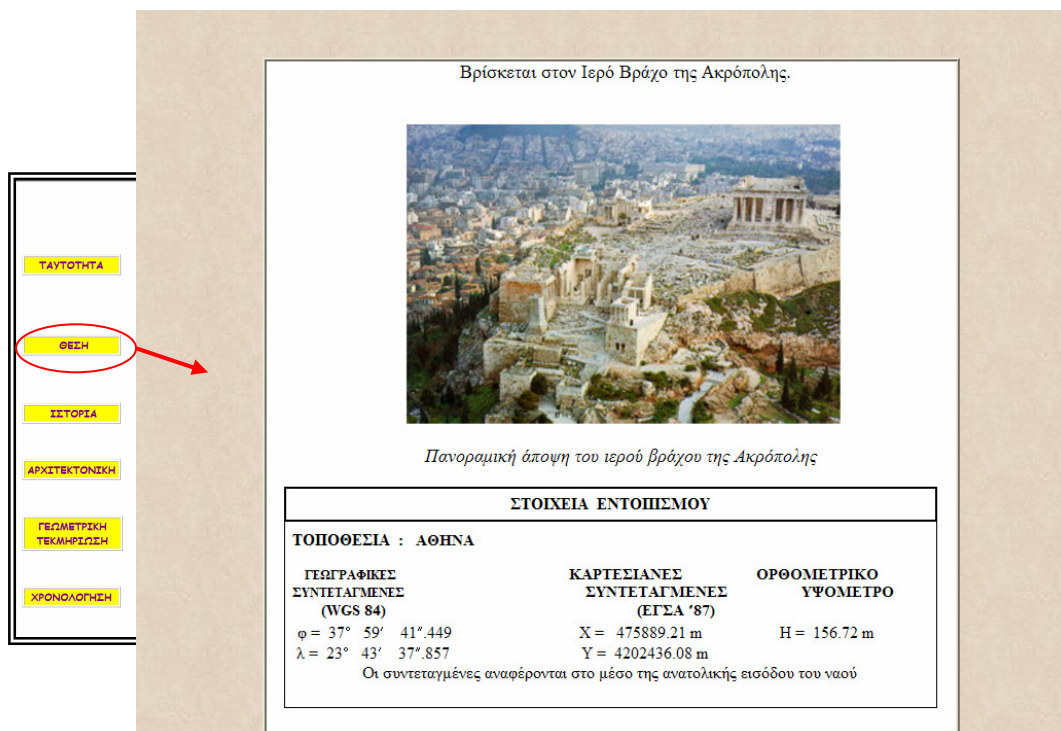 ΤΑΥΤΟΤΗΤΑ
ΘΕΣΗ
ΙΣΤΟΡΙΑ
ΑΡΧΙΤΕΚΤΟΝΙΚΗ
ΓΕΩΜΕΤΡΙΚΗ
ΤΕΚΜΗΡΙΩΣΗ
ΧΡΟΝΟΛΟΓΗΣΗ
Βρίσκεται στον Ιερό Βράχο της Ακρόπολης.
Πανοραμική άποψη του ιερού βράχου της Ακρόπολης
ΣΤΟΙΧΕΙΑ ΕΝΤΟΠΙΣΜΟΥ
ΤΟΠΟΘΕΣΙΑ : ΑΘΗΝΑ
ΓΕΩΓΡΑΦΙΚΕΣ
ΣΥΝΤΕΤΑΓΜΕΝΕΣ
(WGS 84)
φ = 37° 59′ 41″.449
λ = 23° 43′ 37″.857
ΚΑΡΤΕΣΙΑΝΕΣ
ΣΥΝΤΕΤΑΓΜΕΝΕΣ
(ΕΓΣΑ '87)
X = 475889.21 m
Y = 4202436.08 m
ΟΡΘΟΜΕΤΡΙΚΟ
ΥΨΟΜΕΤΡΟ
H = 156.72 m
Οι συντεταγμένες αναφέρονται στο μέσο της ανατολικής εισόδου του ναού